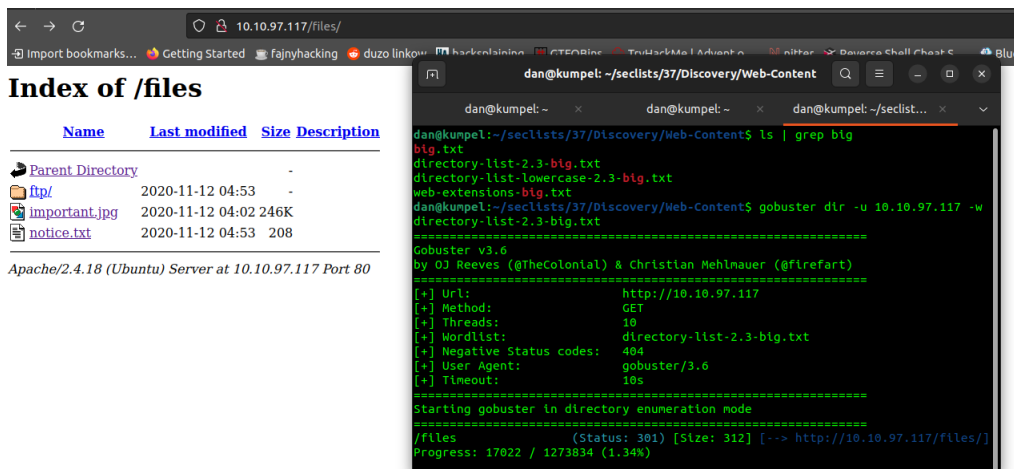 10.10.97.117/files/
Import bookmarks... Getting Started fajnyhacking duzo linkow hacksplaining GTFOBins TryHackMe | Advent o nitter Reverse Shell Cheat S Blu
Index of /files
Name Last modified Size Description
Parent Directory -
ftp/ 2020-11-12 04:53 -
important.jpg 2020-11-12 04:02 246K
notice.txt 2020-11-12 04:53 208
Apache/2.4.18 (Ubuntu) Server at 10.10.97.117 Port 80
dan@kumpel: ~/seclists/37/Discovery/Web-Content
dan@kumpel: ~ × dan@kumpel: ~ × dan@kumpel: ~/seclist... ×
dan@kumpel:~/seclists/37/Discovery/Web-Content$ ls | grep big
big.txt
directory-list-2.3-big.txt
directory-list-lowercase-2.3-big.txt
web-extensions-big.txt
dan@kumpel:~/seclists/37/Discovery/Web-Content$ gobuster dir -u 10.10.97.117 -w
directory-list-2.3-big.txt
===============================================================
Gobuster v3.6
by OJ Reeves (@TheColonial) & Christian Mehlmauer (@firefart)
===============================================================
[+] Url: http://10.10.97.117
[+] Method: GET
[+] Threads: 10
[+] Wordlist: directory-list-2.3-big.txt
[+] Negative Status codes: 404
[+] User Agent: gobuster/3.6
[+] Timeout: 10s
===============================================================
Starting gobuster in directory enumeration mode
===============================================================
/files (Status: 301) [Size: 312] [--> http://10.10.97.117/files/]
Progress: 17022 / 1273834 (1.34%)